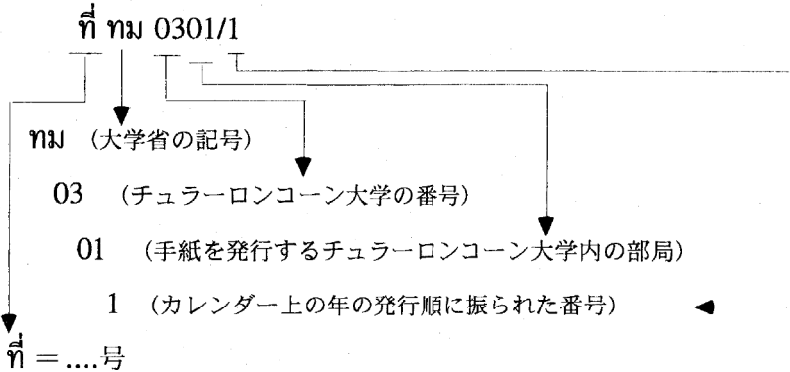 ที่ ทม 0301/1
ทม (大学省の記号)
03 (チュラーロンコーン大学の番号)
01 (手紙を発行するチュラーロンコーン大学内の部局)
1 (カレンダー上の年の発行順に振られた番号)
ที่ =....号